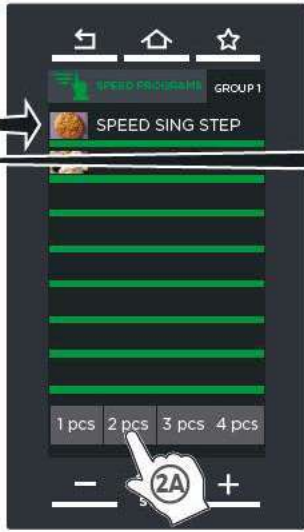 SPEED PROGRAMS GROUP 1
SPEED SING STEP
1 pcs 2 pcs 3 pcs 4 pcs
2A